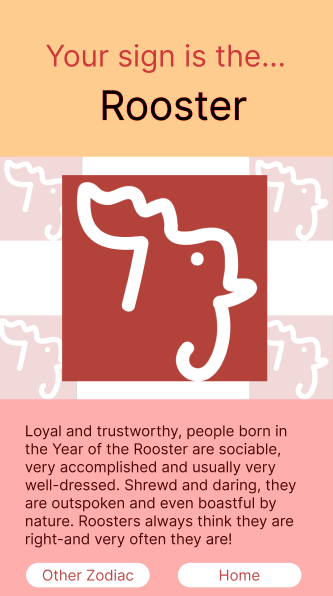 Your sign is the...
Rooster
Loyal and trustworthy, people born in
the Year of the Rooster are sociable,
very accomplished and usually very
well-dressed. Shrewd and daring, they
are outspoken and even boastful by
nature. Roosters always think they are
right-and very often they are!
Other Zodiac
Home